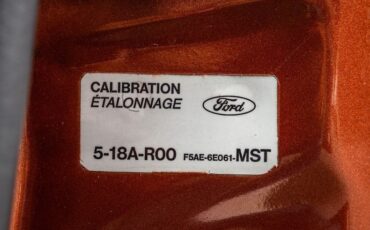 CALIBRATION
ÉTALONNAGE
Ford
5-18A-R00 F5AE-6E061-MST